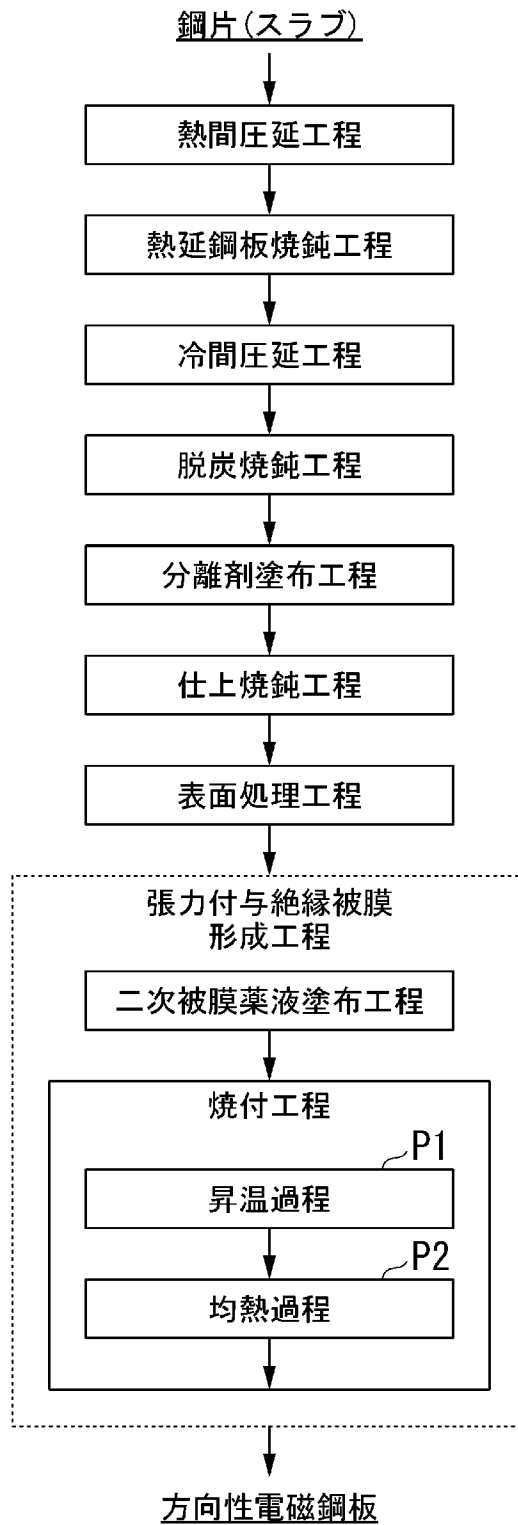 鋼片(スラブ)
熱間圧延工程
熱延鋼板焼鈍工程
冷間圧延工程
脱炭焼鈍工程
分離剤塗布工程
仕上焼鈍工程
表面処理工程
張力付与絶縁被膜
形成工程
二次被膜薬液塗布工程
焼付工程
P1
昇温過程
P2
均熱過程
方向性電磁鋼板